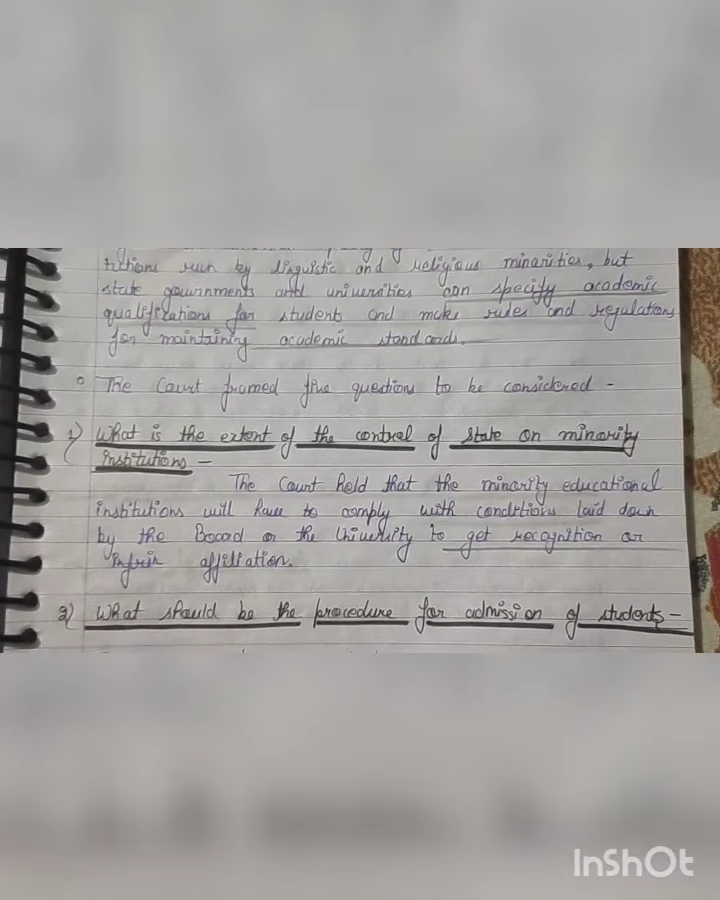 tutions run by linguistic and religious minorities, but
state governments and universities can specify academic
qualifications for students and make rules and regulations
for maintaining academic standards.
The Court framed five questions to be considered -
1) What is the extent of the control of state on minority
institutions -
The Court held that the minority educational
institutions will have to comply with conditions laid down
by the Board or the University to get recognition or
affiliation.
2) What should be the procedure for admission of students -
InShOt